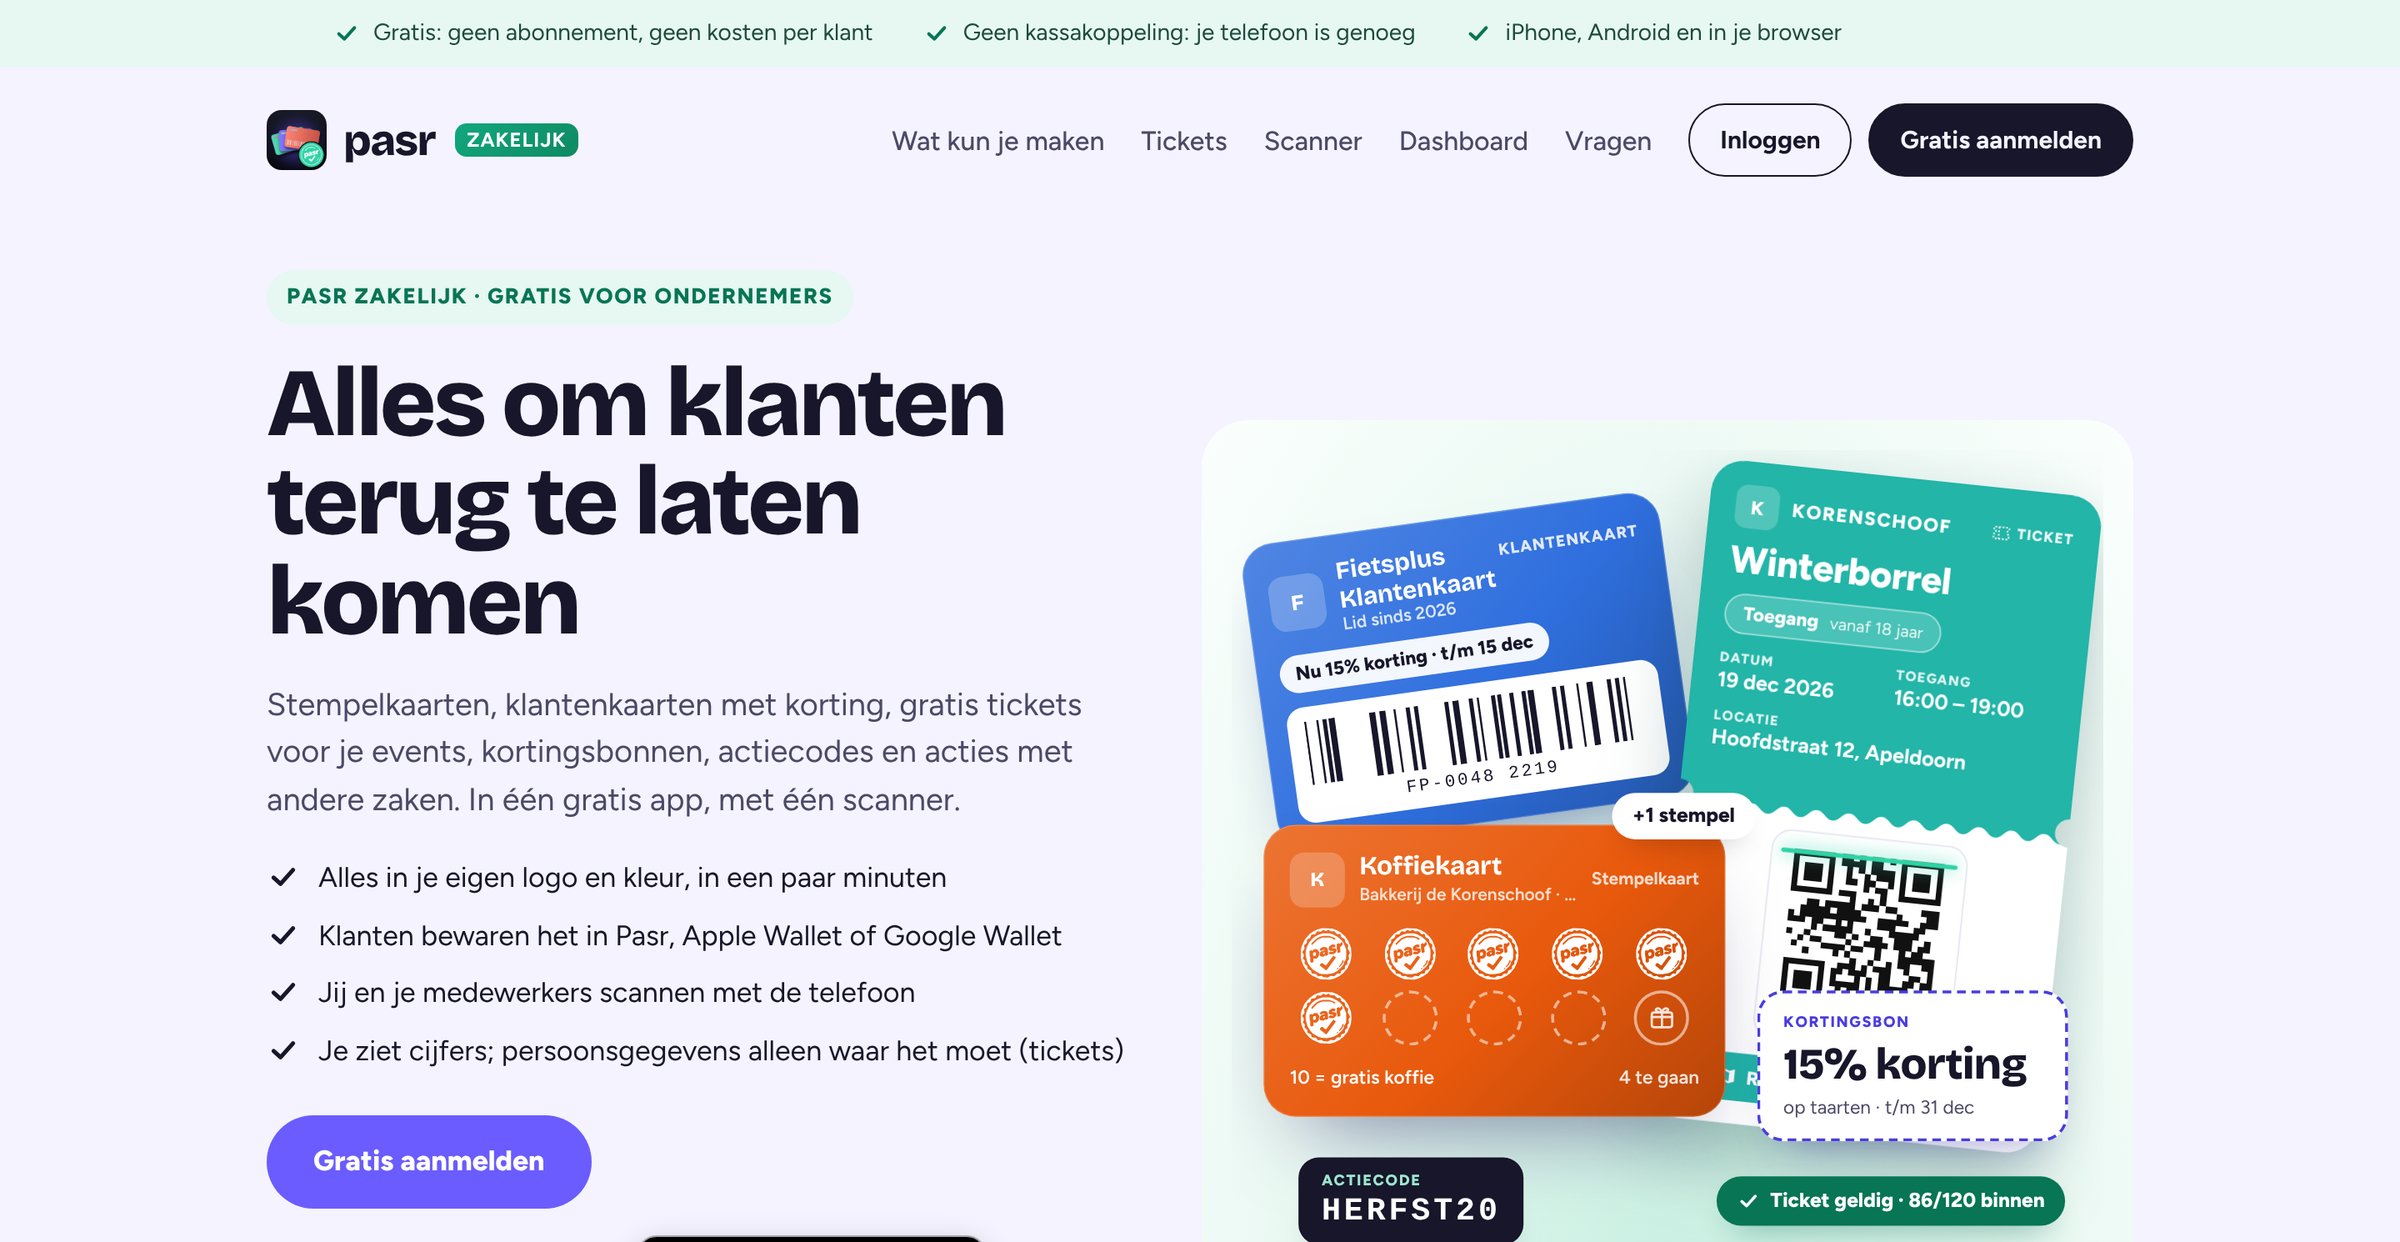 Gratis: geen abonnement, geen kosten per klant
Geen kassakoppeling: je telefoon is genoeg
iPhone, Android en in je browser
pasr
ZAKELIJK
Wat kun je maken
Tickets
Scanner
Dashboard
Vragen
Inloggen
Gratis aanmelden
PASR ZAKELIJK · GRATIS VOOR ONDERNEMERS
Alles om klanten
terug te laten
komen
Stempelkaarten, klantenkaarten met korting, gratis tickets
voor je events, kortingsbonnen, actiecodes en acties met
andere zaken. In één gratis app, met één scanner.
Alles in je eigen logo en kleur, in een paar minuten
Klanten bewaren het in Pasr, Apple Wallet of Google Wallet
Jij en je medewerkers scannen met de telefoon
Je ziet cijfers; persoonsgegevens alleen waar het moet (tickets)
Gratis aanmelden
F
Fietsplus
Klantenkaart
KLANTENKAART
Lid sinds 2026
Nu 15% korting · t/m 15 dec
FP-0048 2219
K
KORENSCHOOF
TICKET
Winterborrel
Toegang vanaf 18 jaar
DATUM
19 dec 2026
TOEGANG
16:00 – 19:00
LOCATIE
Hoofdstraat 12, Apeldoorn
+1 stempel
K
Koffiekaart
Bakkerij de Korenschoof · ...
Stempelkaart
pasr
pasr
pasr
pasr
pasr
pasr
10 = gratis koffie
4 te gaan
KORTINGSBON
15% korting
op taarten · t/m 31 dec
ACTIECODE
HERFST20
Ticket geldig · 86/120 binnen